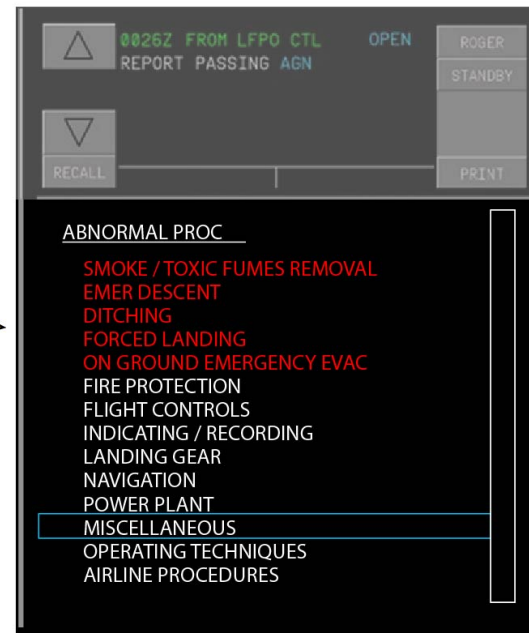 0026Z FROM LFPO CTL OPEN
REPORT PASSING AGN
ROGER
STANDBY
RECALL
PRINT
ABNORMAL PROC
SMOKE / TOXIC FUMES REMOVAL
EMER DESCENT
DITCHING
FORCED LANDING
ON GROUND EMERGENCY EVAC
FIRE PROTECTION
FLIGHT CONTROLS
INDICATING / RECORDING
LANDING GEAR
NAVIGATION
POWER PLANT
MISCELLANEOUS
OPERATING TECHNIQUES
AIRLINE PROCEDURES